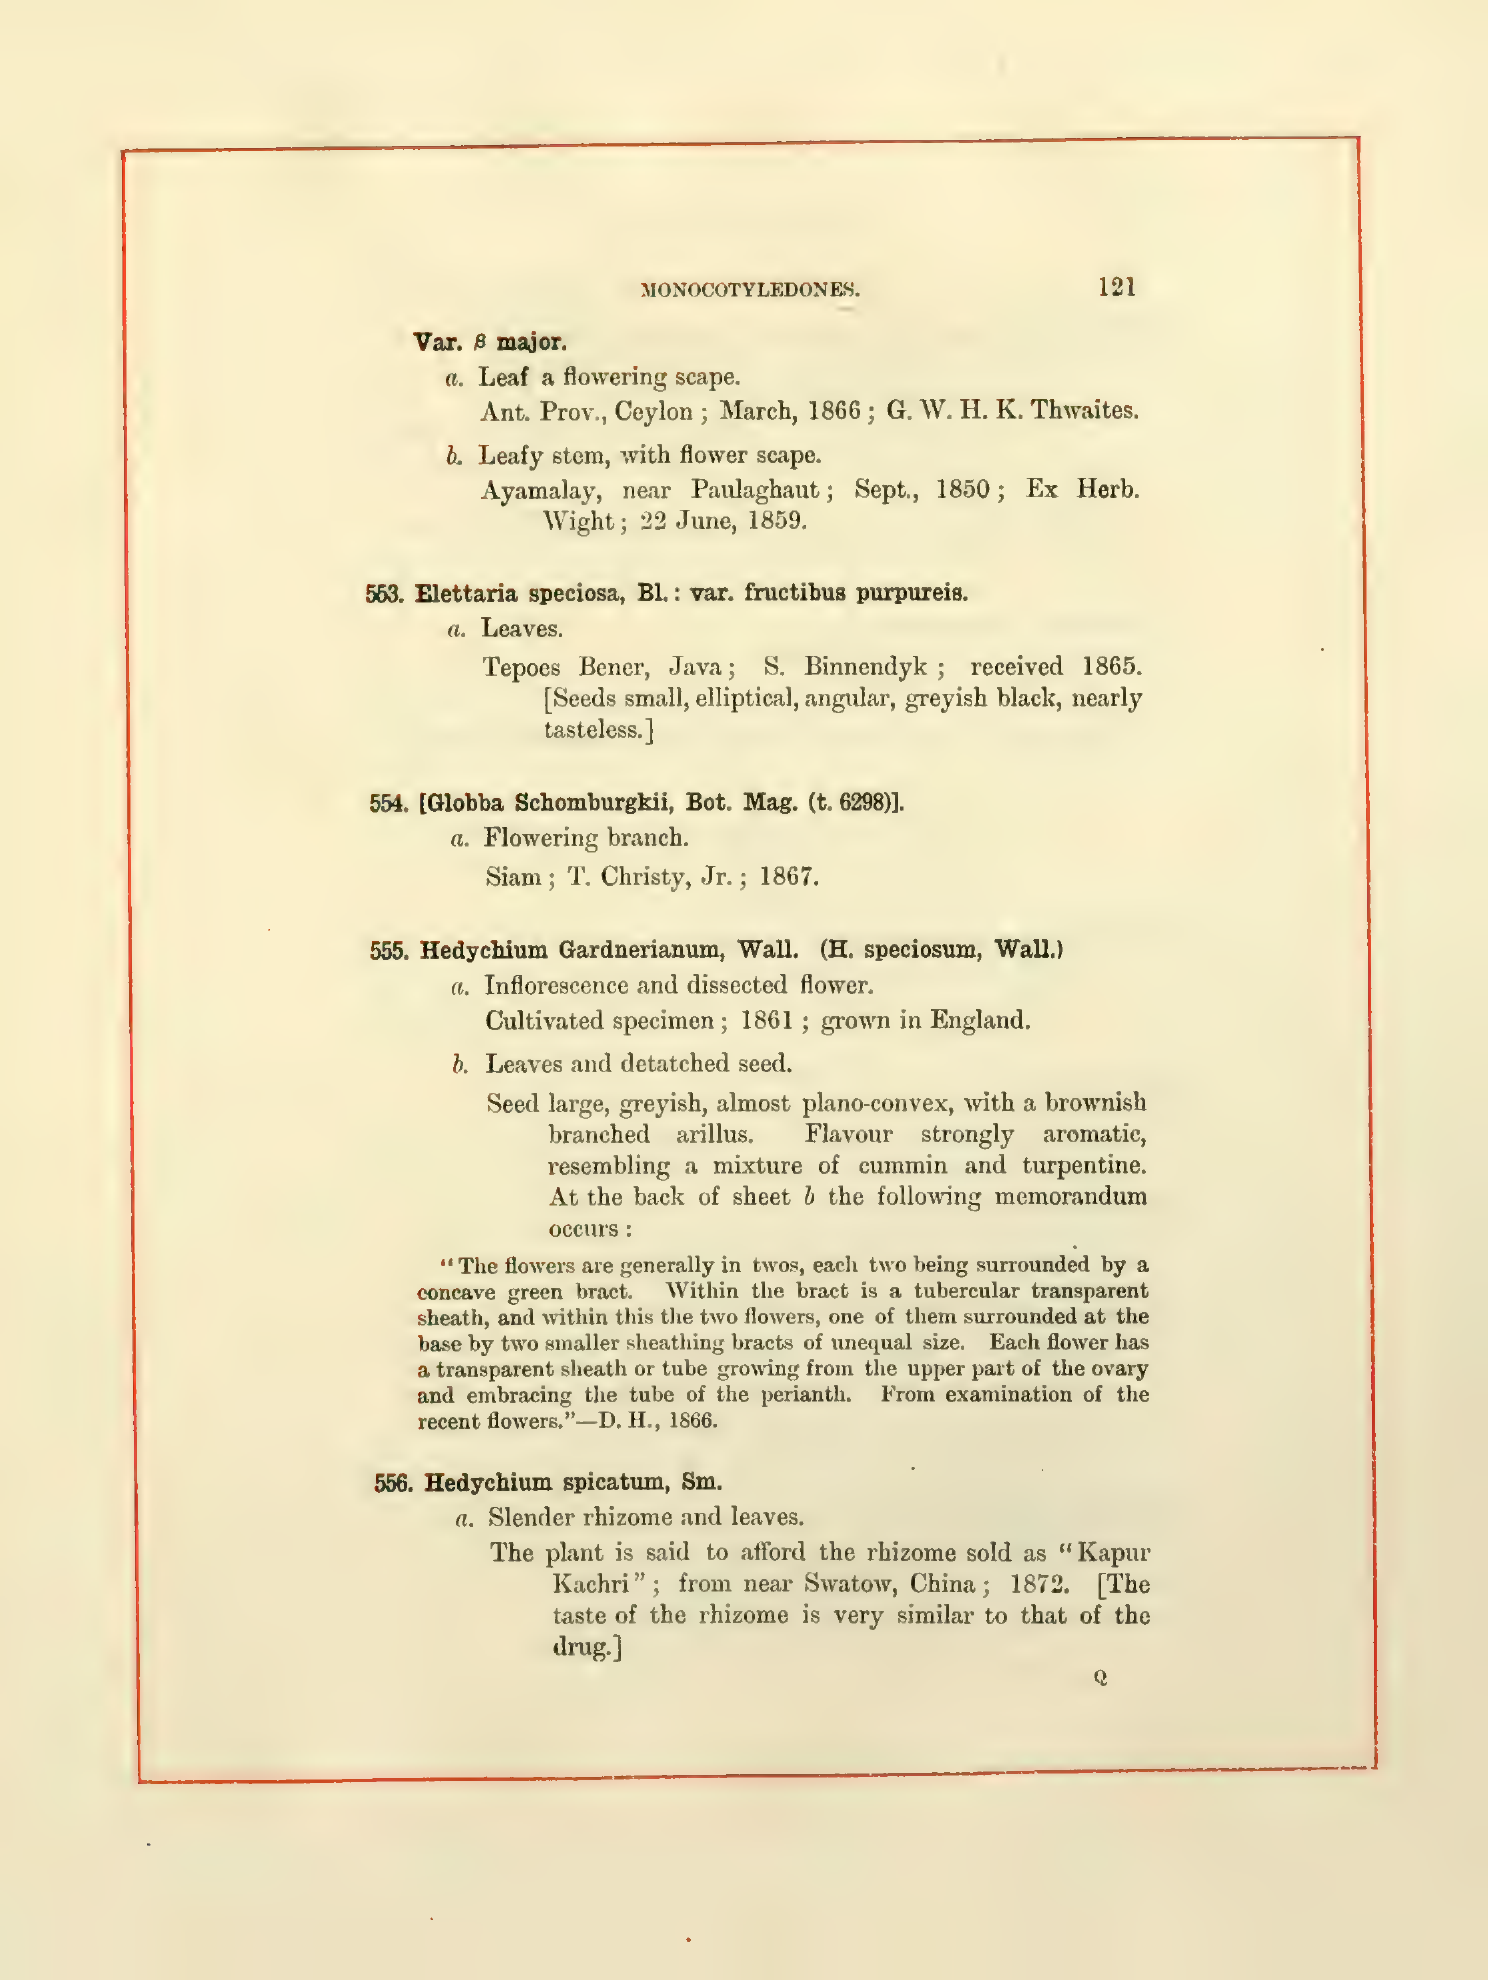 MONOCOTYLEDONES. 121
Var. β major.
a. Leaf a flowering scape.
Ant. Prov., Ceylon ; March, 1866 ; G. W. H. K. Thwaites.
b. Leafy stem, with flower scape.
Ayamalay, near Paulaghaut ; Sept., 1850 ; Ex Herb.
Wight ; 22 June, 1859.
553. Elettaria speciosa, Bl. : var. fructibus purpureis.
a. Leaves.
Tepoes Bener, Java ; S. Binnendyk ; received 1865.
[Seeds small, elliptical, angular, greyish black, nearly
tasteless.]
554. [Globba Schomburgkii, Bot. Mag. (t. 6298)].
a. Flowering branch.
Siam ; T. Christy, Jr. ; 1867.
555. Hedychium Gardnerianum, Wall. (H. speciosum, Wall.)
a. Inflorescence and dissected flower.
Cultivated specimen ; 1861 ; grown in England.
b. Leaves and detatched seed.
Seed large, greyish, almost plano-convex, with a brownish
branched arillus. Flavour strongly aromatic,
resembling a mixture of cummin and turpentine.
At the back of sheet b the following memorandum
occurs :
“The flowers are generally in twos, each two being surrounded by a
concave green bract. Within the bract is a tubercular transparent
sheath, and within this the two flowers, one of them surrounded at the
base by two smaller sheathing bracts of unequal size. Each flower has
a transparent sheath or tube growing from the upper part of the ovary
and embracing the tube of the perianth. From examination of the
recent flowers.”—D. H., 1866.
556. Hedychium spicatum, Sm.
a. Slender rhizome and leaves.
The plant is said to afford the rhizome sold as “Kapur
Kachri” ; from near Swatow, China ; 1872. [The
taste of the rhizome is very similar to that of the
drug.]
Q